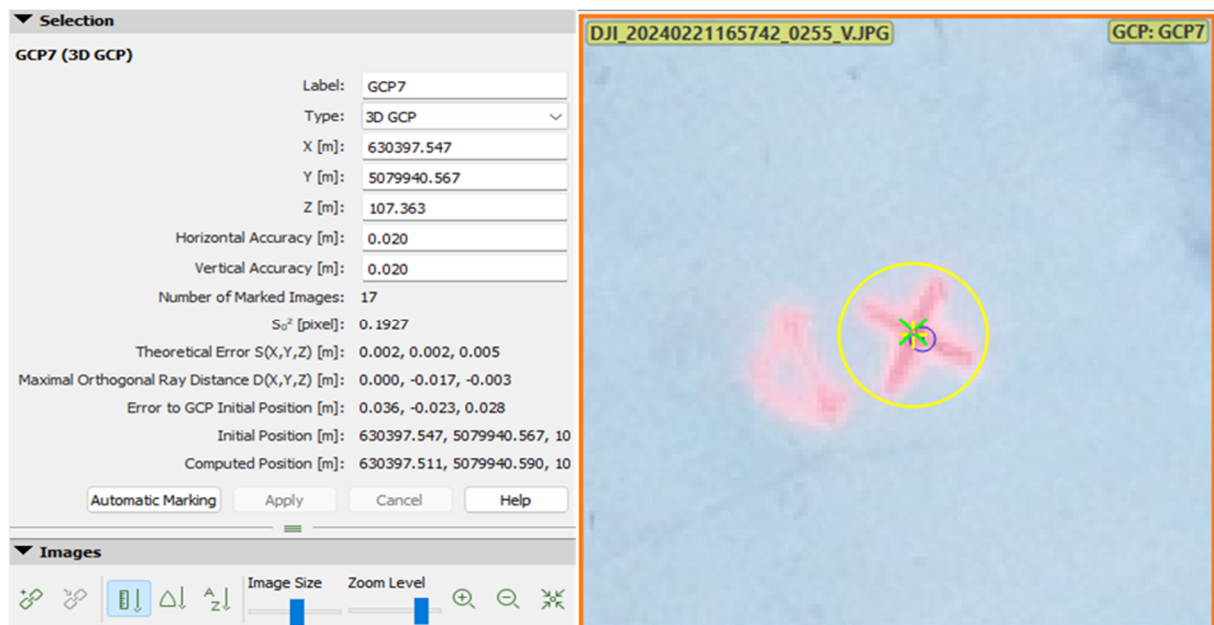 Selection
GCP7 (3D GCP)
Label: GCP7
Type: 3D GCP
X [m]: 630397.547
Y [m]: 5079940.567
Z [m]: 107.363
Horizontal Accuracy [m]: 0.020
Vertical Accuracy [m]: 0.020
Number of Marked Images: 17
S₀² [pixel]: 0.1927
Theoretical Error S(X,Y,Z) [m]: 0.002, 0.002, 0.005
Maximal Orthogonal Ray Distance D(X,Y,Z) [m]: 0.000, -0.017, -0.003
Error to GCP Initial Position [m]: 0.036, -0.023, 0.028
Initial Position [m]: 630397.547, 5079940.567, 10
Computed Position [m]: 630397.511, 5079940.590, 10
Automatic Marking Apply Cancel Help
Images
Image Size Zoom Level
A
Z
DJI_20240221165742_0255_V.JPG
GCP: GCP7